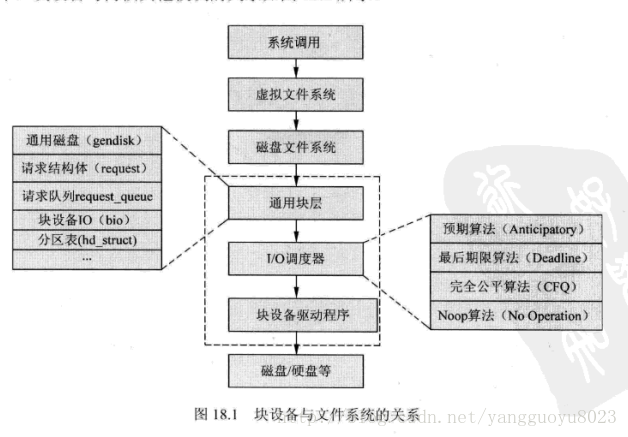 系统调用
虚拟文件系统
磁盘文件系统
通用磁盘（gendisk）
请求结构体（request）
请求队列request_queue
块设备IO（bio）
分区表(hd_struct)
...
通用块层
I/O调度器
块设备驱动程序
磁盘/硬盘等
预期算法（Anticipatory）
最后期限算法（Deadline）
完全公平算法（CFQ）
Noop算法（No Operation）
图 18.1 块设备与文件系统的关系
csdn.net/yangguoyu8023